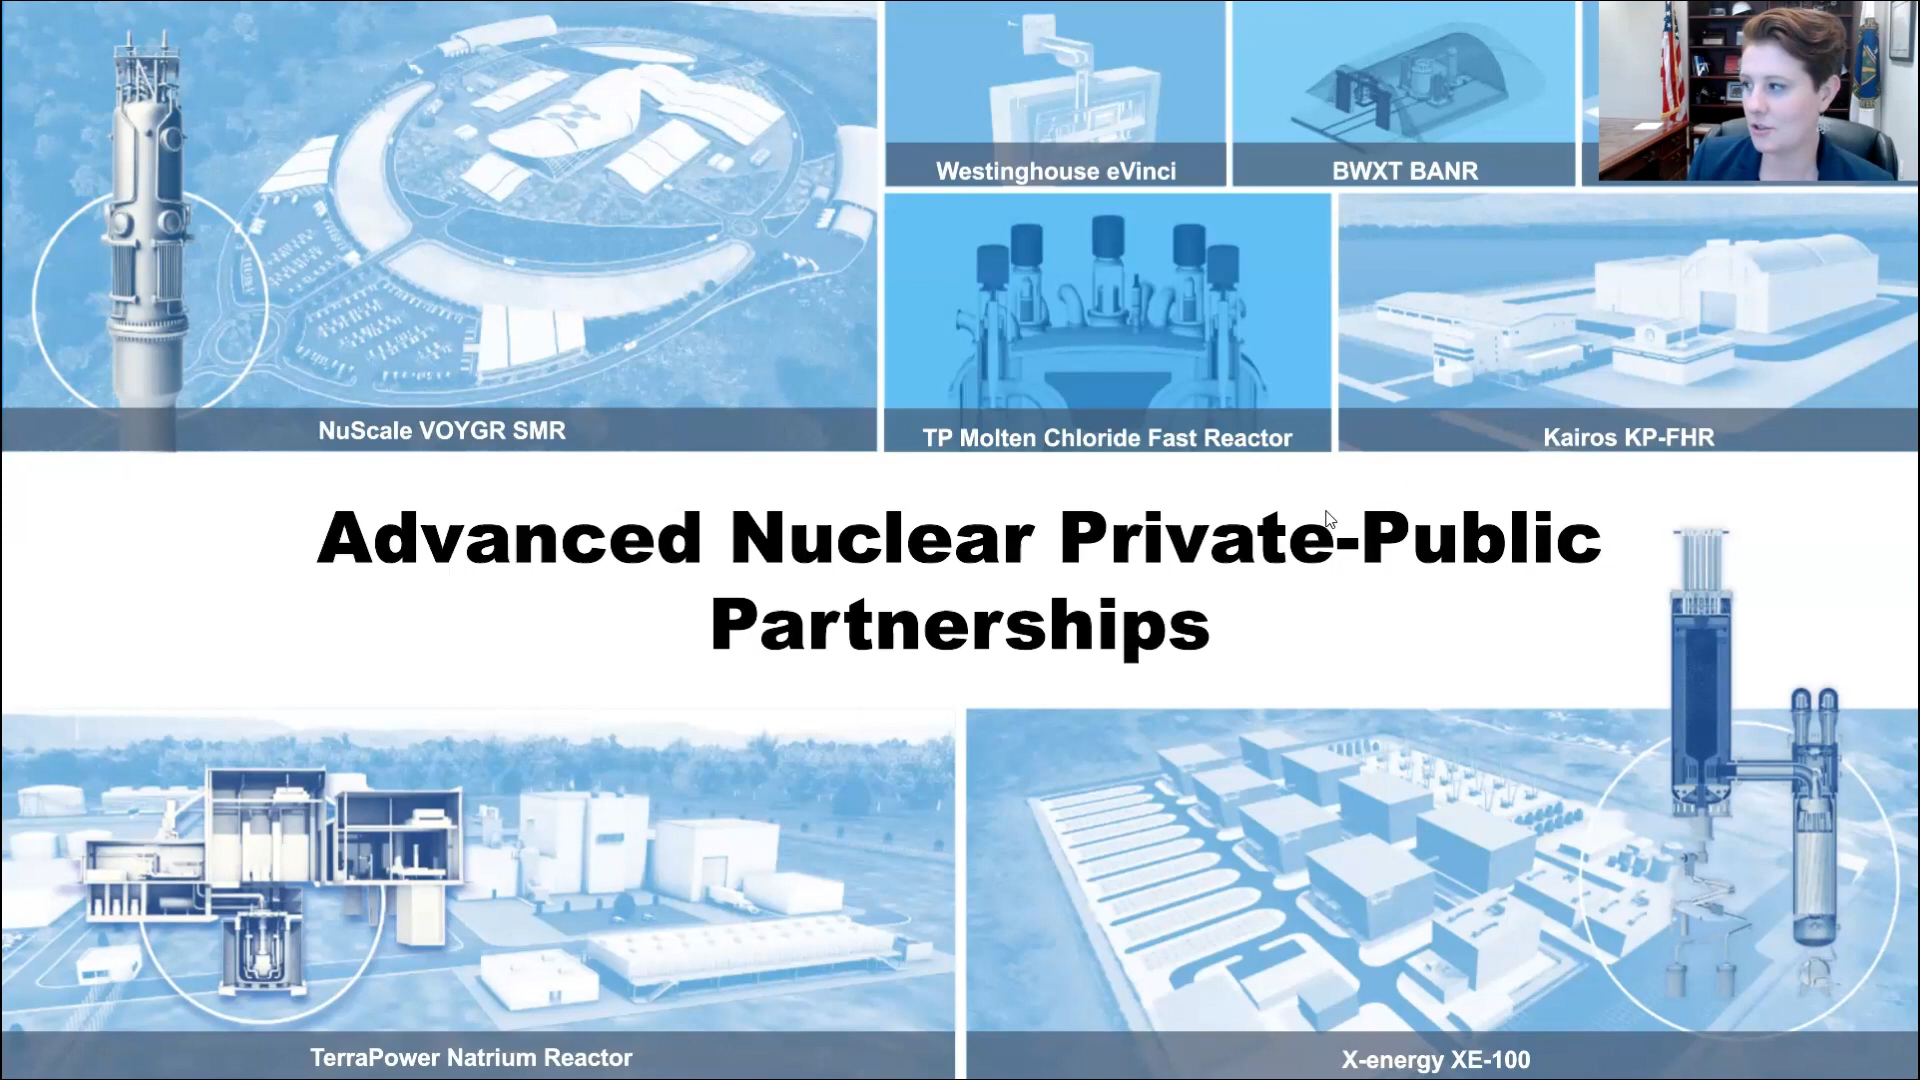 Westinghouse eVinci
BWXT BANR
NuScale VOYGR SMR
TP Molten Chloride Fast Reactor
Kairos KP-FHR
Advanced Nuclear Private-Public
Partnerships
TerraPower Natrium Reactor
X-energy XE-100